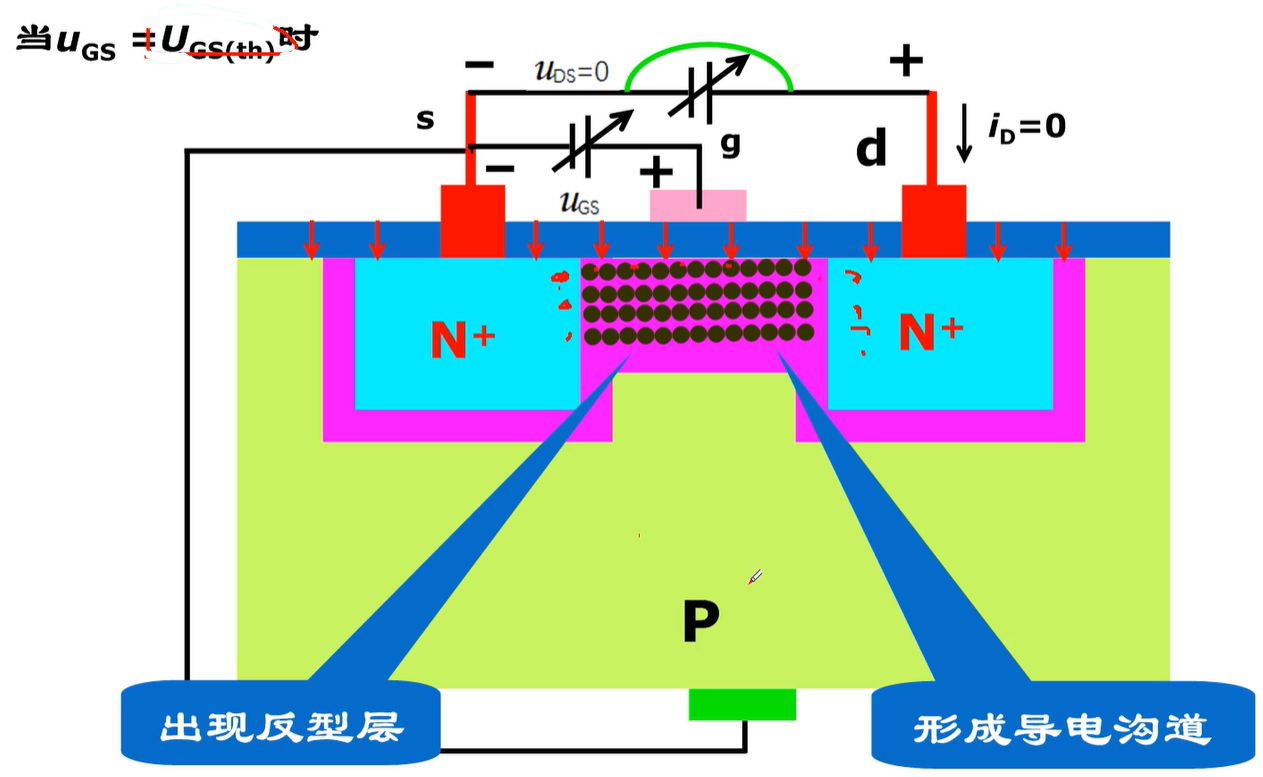 当uGS =UGS(th)时
− uDS=0 +
s
g
d
iD=0
− +
uGS
N+ N+
P
出现反型层
形成导电沟道